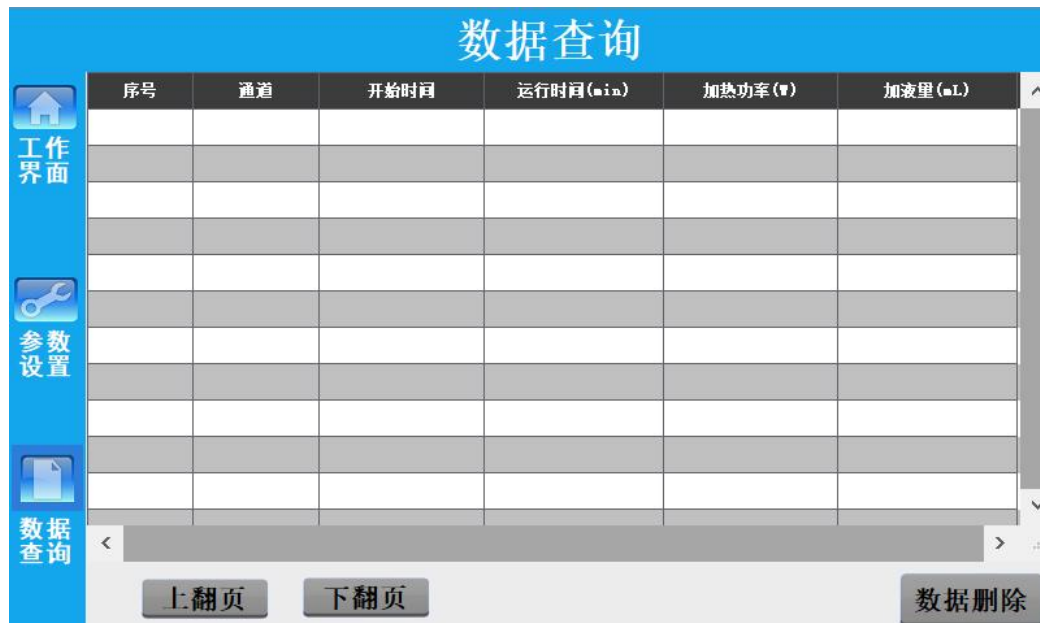 数据查询
序号 通道 开始时间 运行时间(min) 加热功率(W) 加液里(mL)
工作
界面
参数
设置
数据
查询
上翻页 下翻页 数据删除